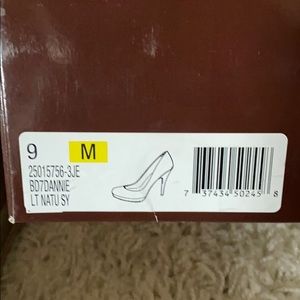 9 M
25015756-3JE
BD7DANNIE
LT NATU SY
7 37434 50245 8